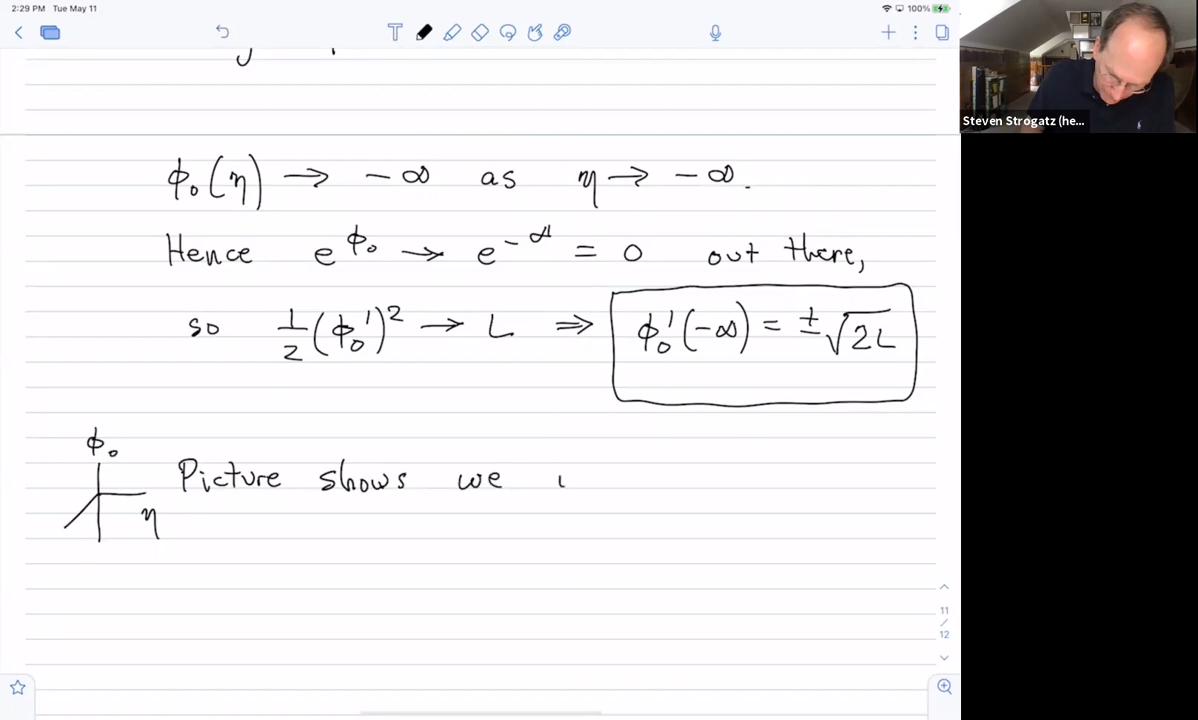 2:29 PM Tue May 11
100%
Steven Strogatz (he...
ϕ₀(η) → −∞ as η → −∞.
Hence e^ϕ₀ → e^−∞ = 0 out there,
so ½(ϕ₀′)² → L ⇒ ϕ₀′(−∞) = ±√2L
ϕ₀
Picture shows we
η
11
/
12